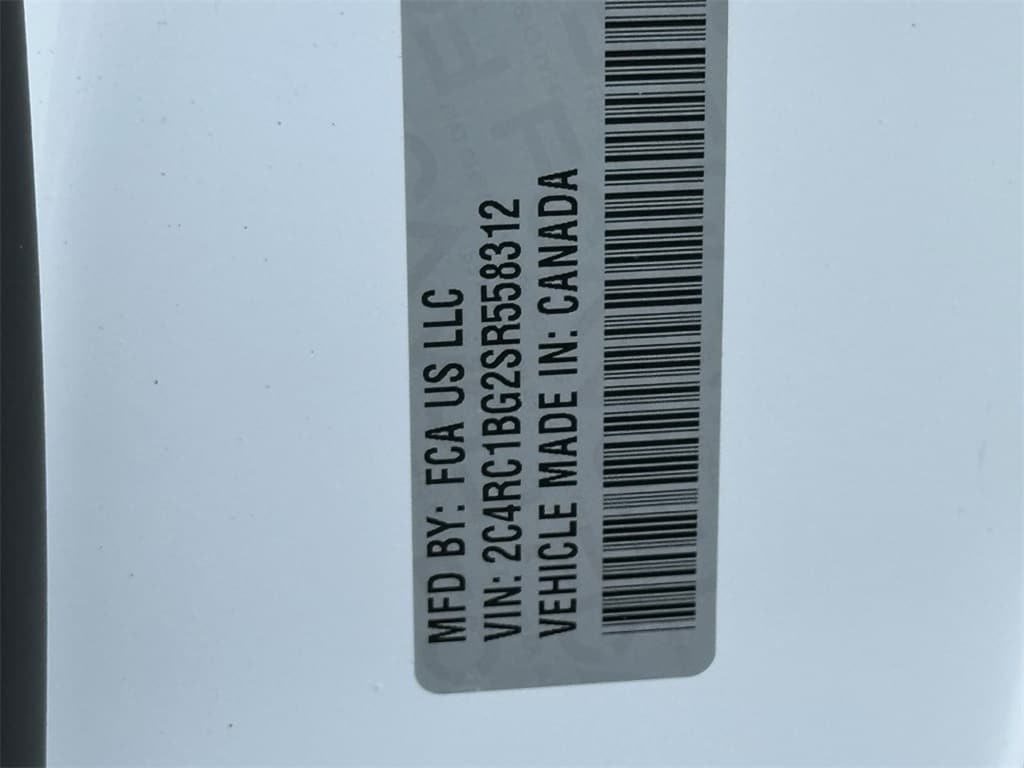 MFD BY: FCA US LLC
VIN: 2C4RC1BG2SR558312
VEHICLE MADE IN: CANADA